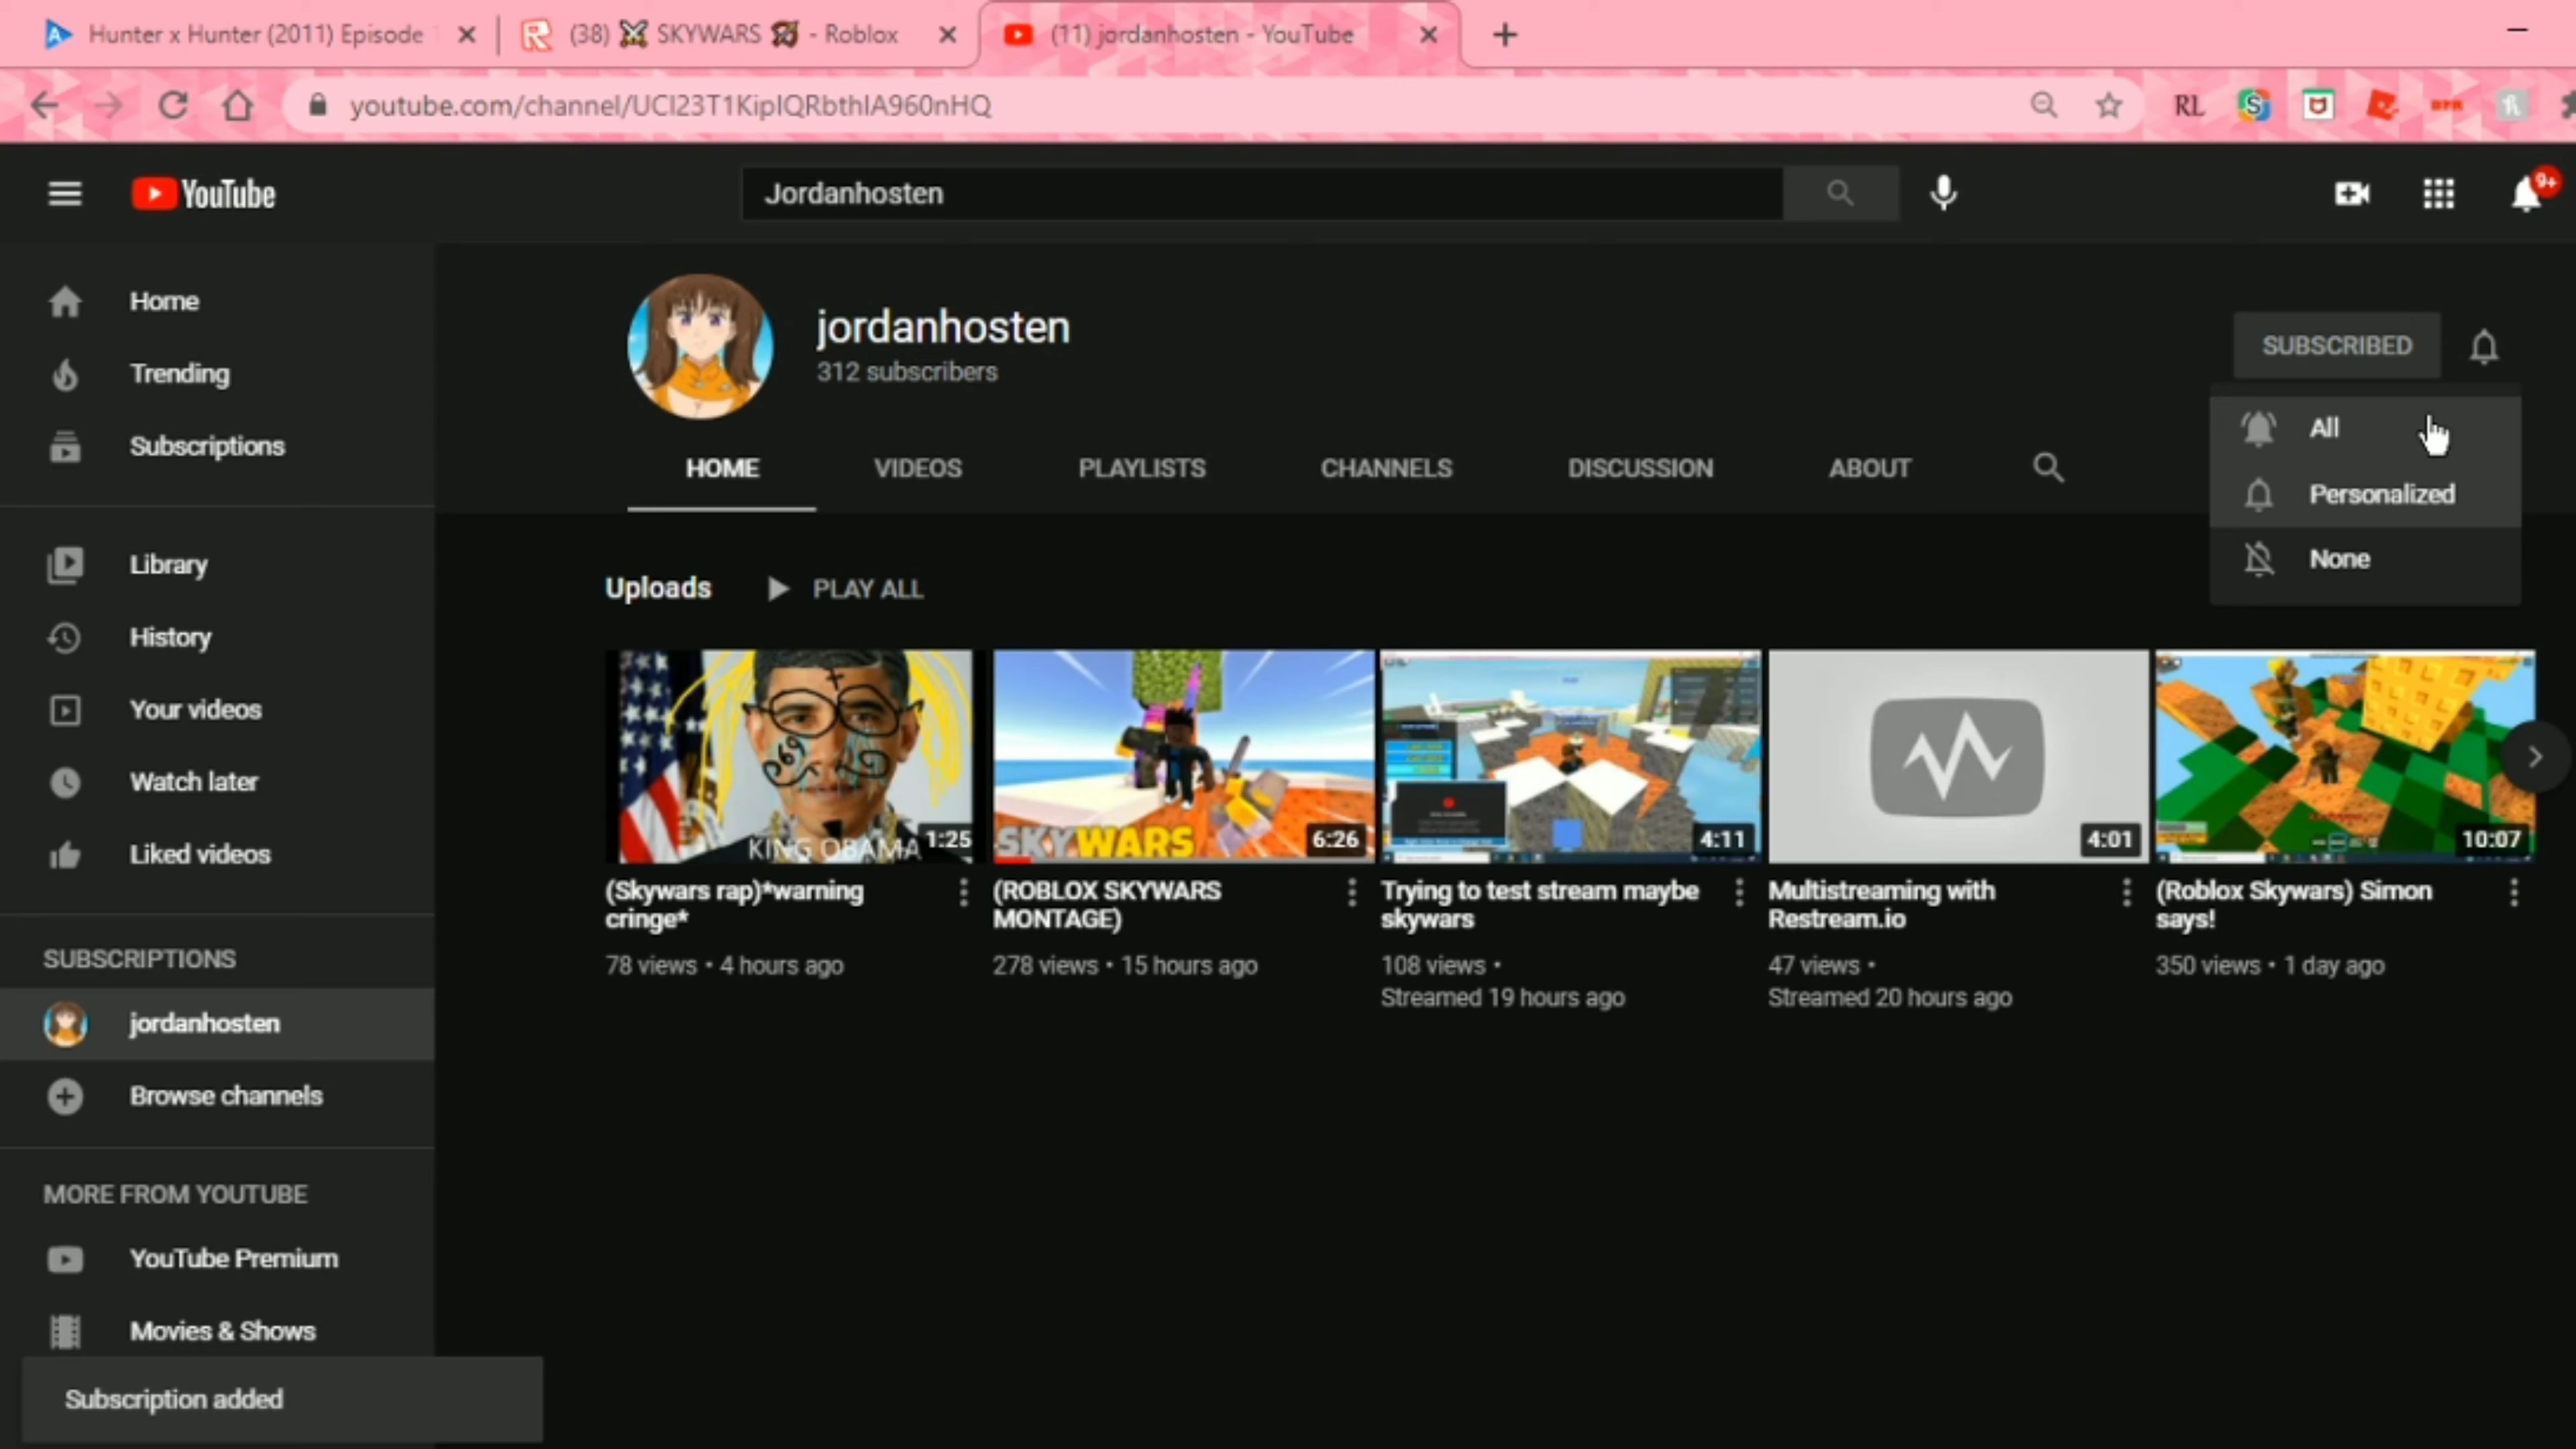 Hunter x Hunter (2011) Episode
(38) ⚔ SKYWARS - Roblox
(11) jordanhosten - YouTube
youtube.com/channel/UCI23T1KipIQRbthIA960nHQ
RL
YouTube
Jordanhosten
9+
Home
Trending
Subscriptions
Library
History
Your videos
Watch later
Liked videos
SUBSCRIPTIONS
jordanhosten
Browse channels
MORE FROM YOUTUBE
YouTube Premium
Movies & Shows
Subscription added
jordanhosten
312 subscribers
SUBSCRIBED
All
Personalized
None
HOME
VIDEOS
PLAYLISTS
CHANNELS
DISCUSSION
ABOUT
Uploads
PLAY ALL
KING OBAMA
1:25
(Skywars rap)*warning
cringe*
78 views • 4 hours ago
SKYWARS
6:26
(ROBLOX SKYWARS
MONTAGE)
278 views • 15 hours ago
4:11
Trying to test stream maybe
skywars
108 views •
Streamed 19 hours ago
4:01
Multistreaming with
Restream.io
47 views •
Streamed 20 hours ago
10:07
(Roblox Skywars) Simon
says!
350 views • 1 day ago